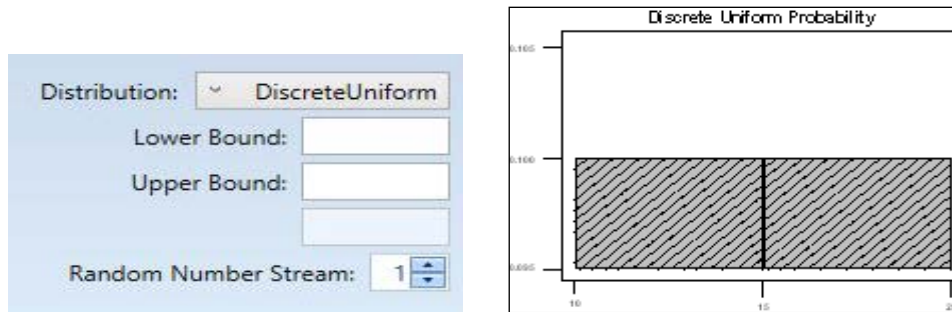 Distribution: DiscreteUniform
Lower Bound:
Upper Bound:
Random Number Stream: 1
Discrete Uniform Probability
0.105
0.100
0.095
10 15